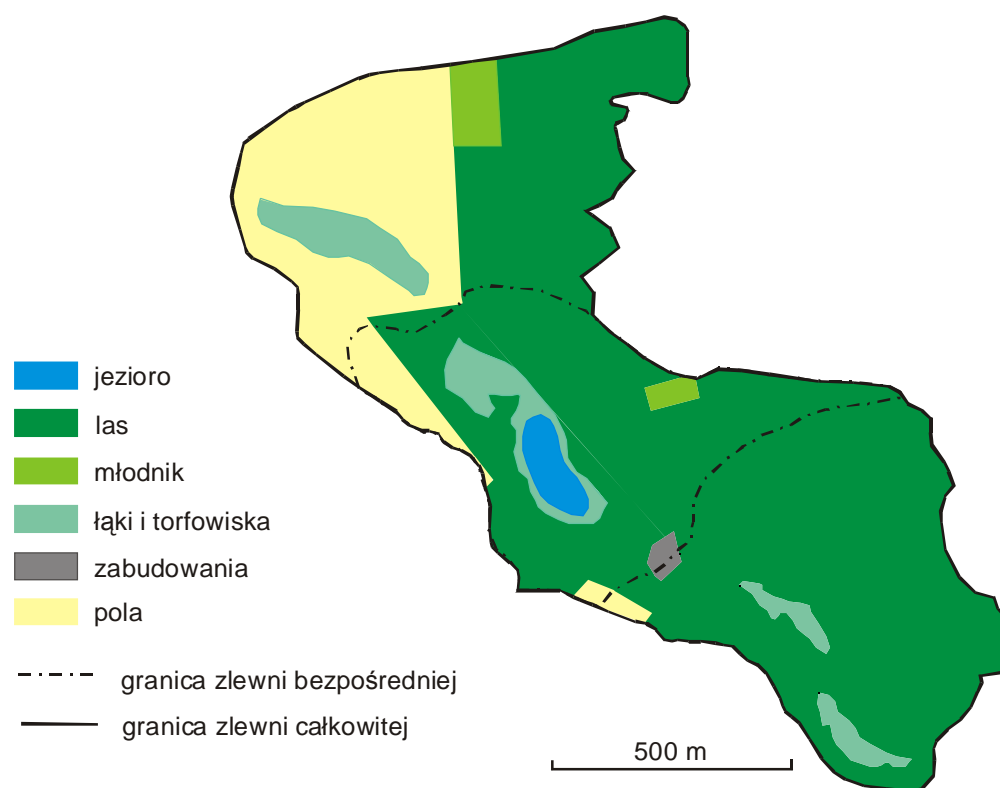 jezioro
las
młodnik
łąki i torfowiska
zabudowania
pola
granica zlewni bezpośredniej
granica zlewni całkowitej
500 m